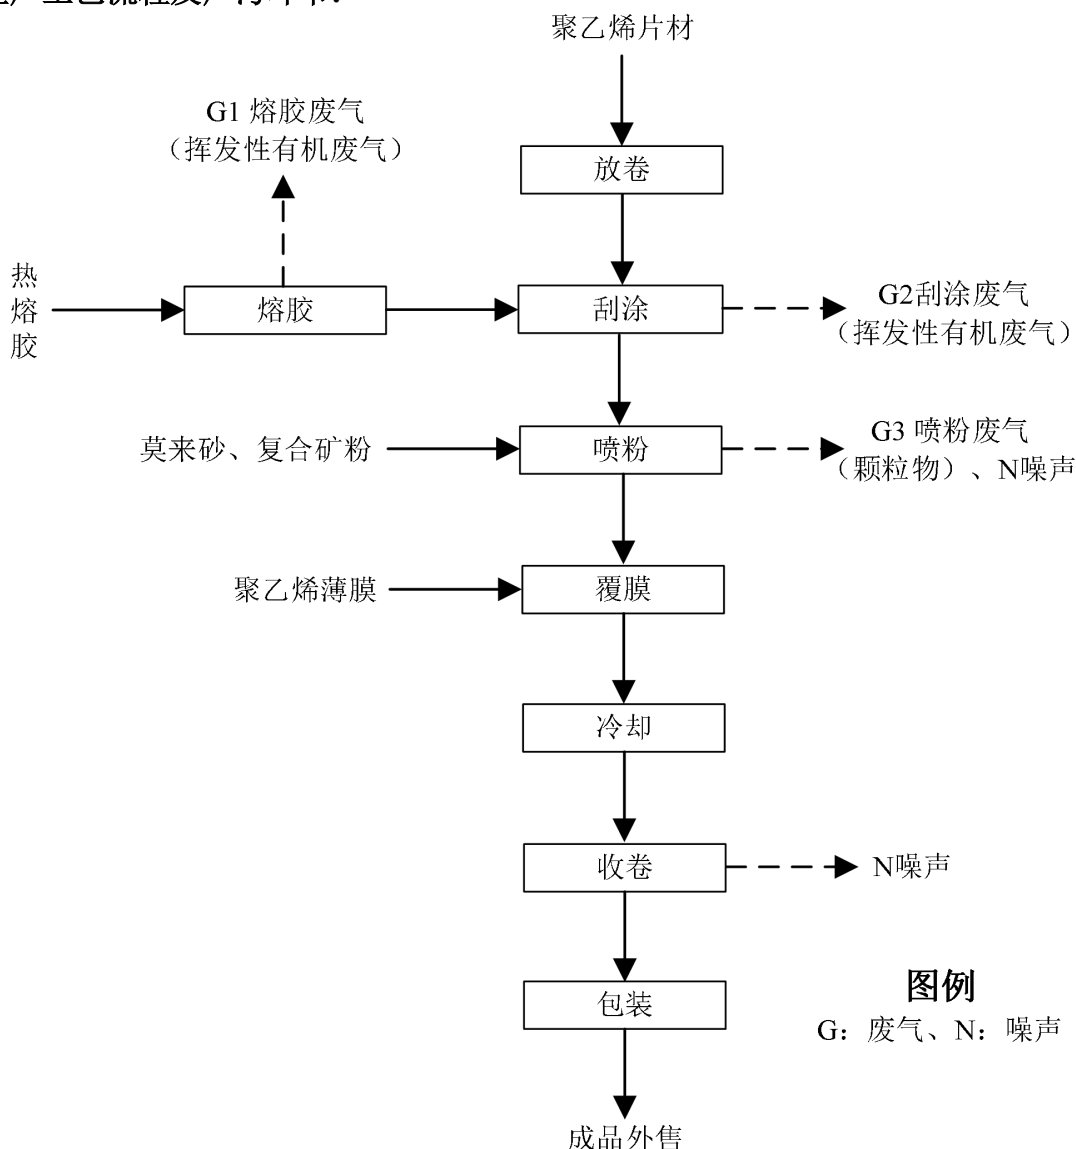 聚乙烯片材
G1 熔胶废气
（挥发性有机废气）
放卷
热
熔
胶
熔胶
刮涂
G2刮涂废气
（挥发性有机废气）
莫来砂、复合矿粉
喷粉
G3 喷粉废气
（颗粒物）、N噪声
聚乙烯薄膜
覆膜
冷却
收卷
N噪声
包装
图例
G：废气、N：噪声
成品外售